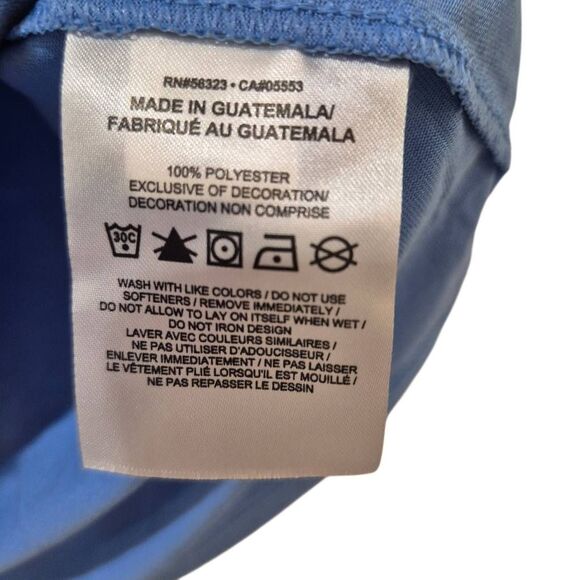 RN#56323 • CA#05553
MADE IN GUATEMALA/
FABRIQUÉ AU GUATEMALA
100% POLYESTER
EXCLUSIVE OF DECORATION/
DECORATION NON COMPRISE
30C
WASH WITH LIKE COLORS / DO NOT USE
SOFTENERS / REMOVE IMMEDIATELY /
DO NOT ALLOW TO LAY ON ITSELF WHEN WET /
DO NOT IRON DESIGN
LAVER AVEC COULEURS SIMILAIRES /
NE PAS UTILISER D'ADOUCISSEUR /
ENLEVER IMMEDIATEMENT / NE PAS LAISSER
LE VÊTEMENT PLIÉ LORSQU'IL EST MOUILLÉ /
NE PAS REPASSER LE DESSIN